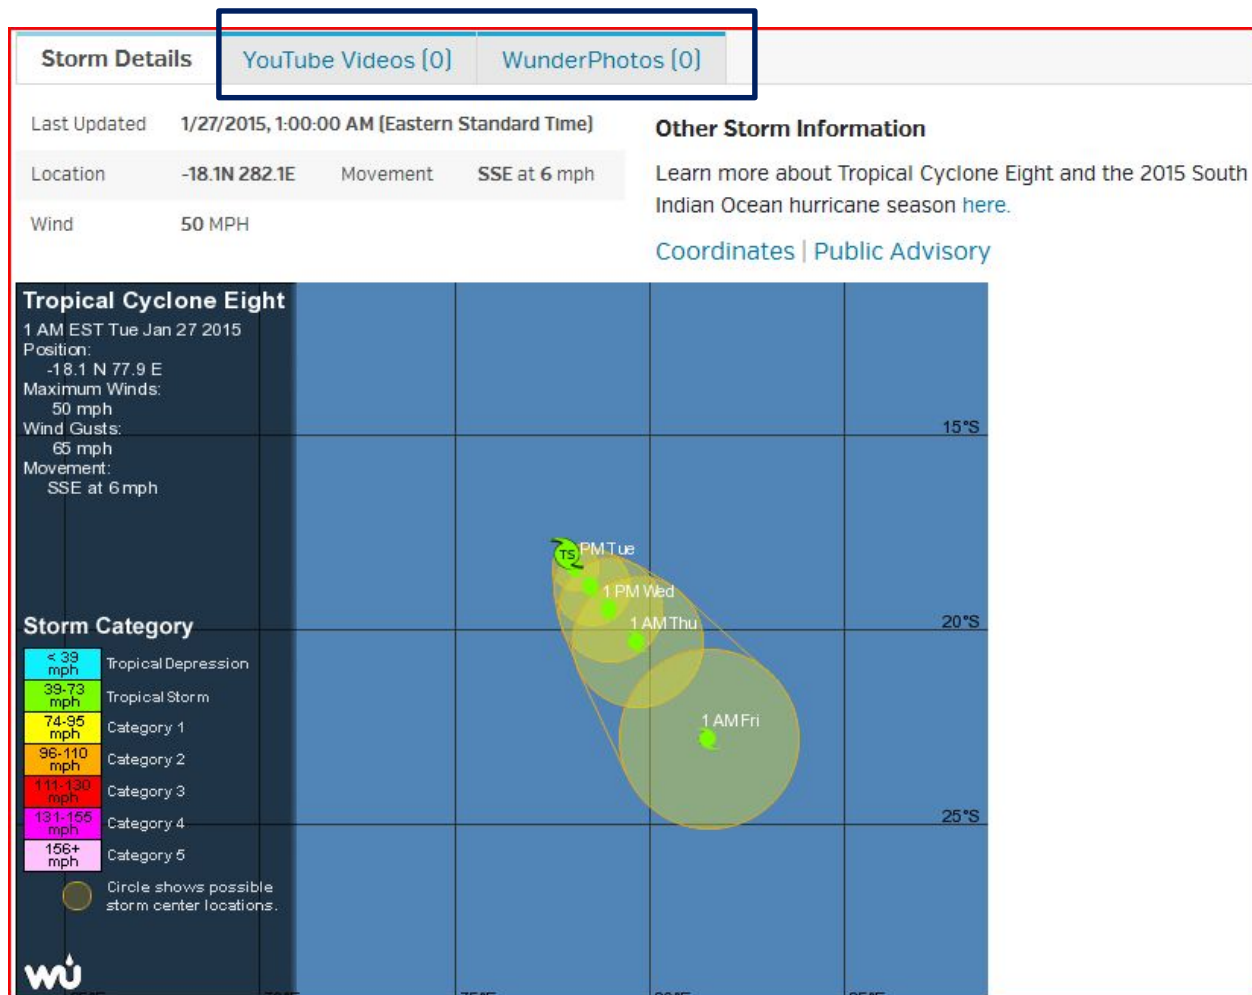 Storm Details YouTube Videos (0) WunderPhotos (0)
Last Updated 1/27/2015, 1:00:00 AM (Eastern Standard Time)
Location -18.1N 282.1E Movement SSE at 6 mph
Wind 50 MPH
Other Storm Information
Learn more about Tropical Cyclone Eight and the 2015 South
Indian Ocean hurricane season here.
Coordinates | Public Advisory
Tropical Cyclone Eight
1 AM EST Tue Jan 27 2015
Position:
-18.1 N 77.9 E
Maximum Winds:
50 mph
Wind Gusts:
65 mph
Movement:
SSE at 6 mph
Storm Category
< 39 mph Tropical Depression
39-73 mph Tropical Storm
74-95 mph Category 1
96-110 mph Category 2
111-130 mph Category 3
131-155 mph Category 4
156+ mph Category 5
Circle shows possible
storm center locations.
wu
15°S
TS PM Tue
1 PM Wed
1 AM Thu
20°S
1 AM Fri
25°S